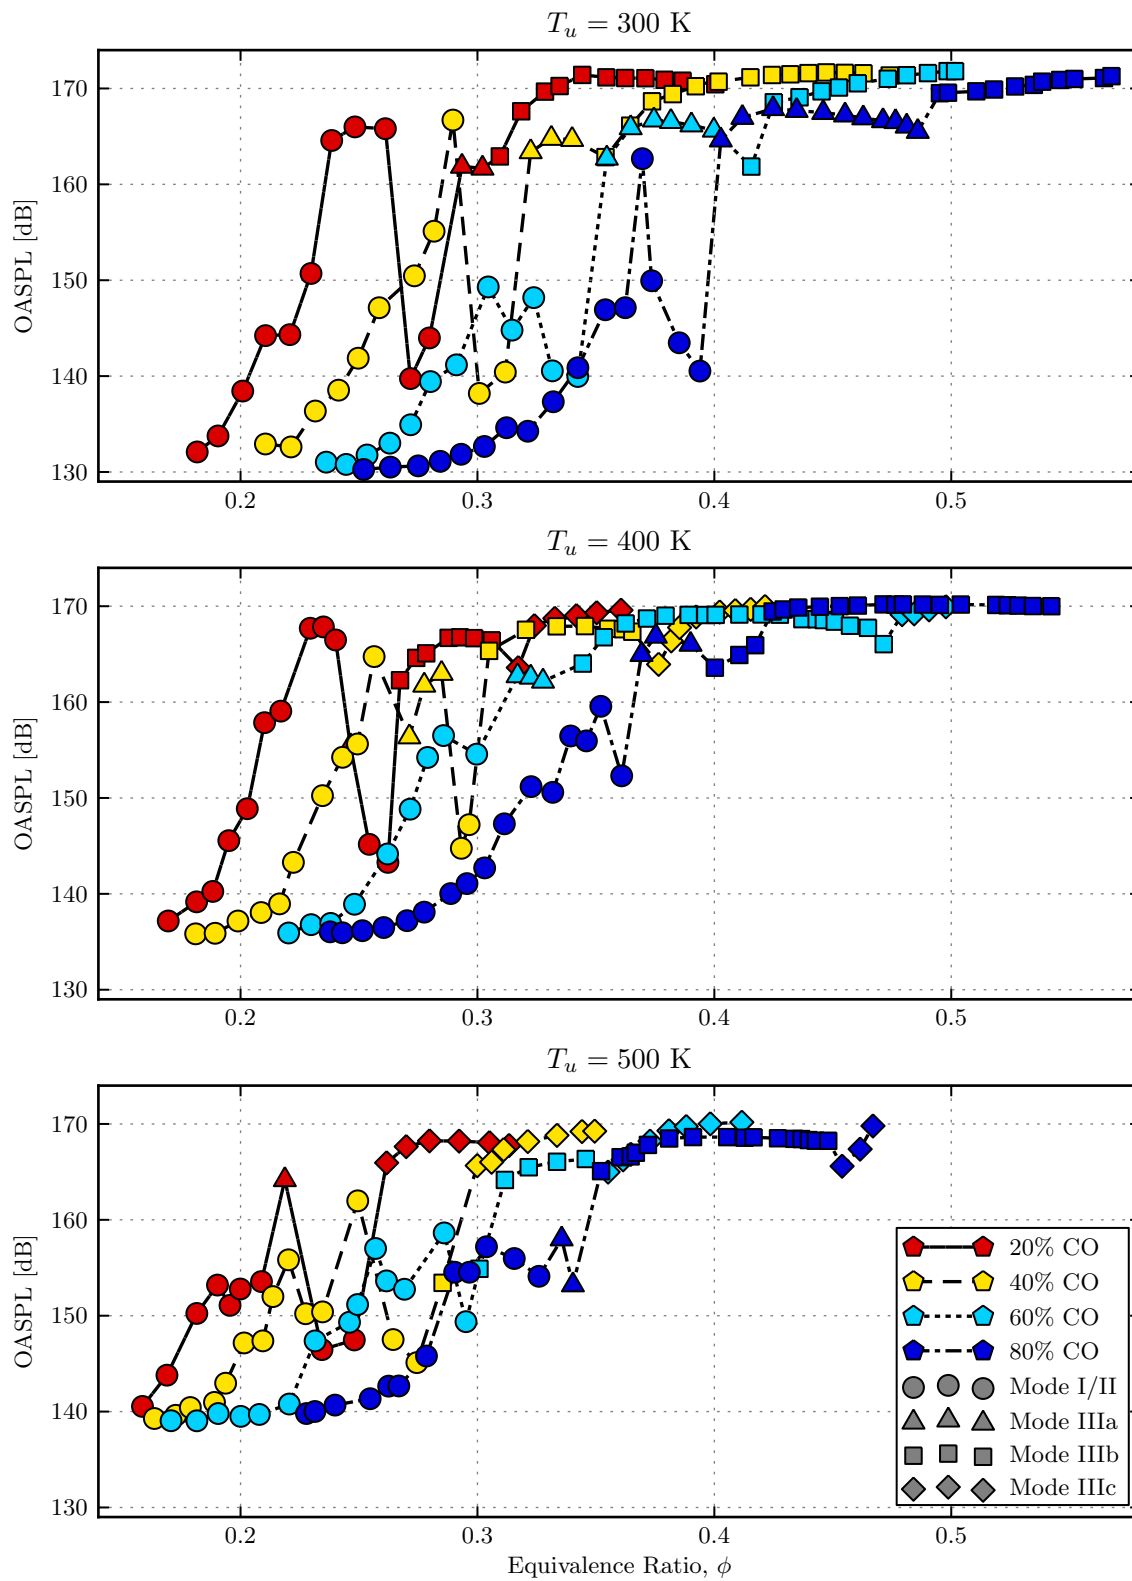 T_u = 300 K
170
160
150
140
130
OASPL [dB]
0.2 0.3 0.4 0.5
T_u = 400 K
170
160
150
140
130
OASPL [dB]
0.2 0.3 0.4 0.5
T_u = 500 K
170
160
150
140
130
OASPL [dB]
20% CO
40% CO
60% CO
80% CO
Mode I/II
Mode IIIa
Mode IIIb
Mode IIIc
0.2 0.3 0.4 0.5
Equivalence Ratio, ϕ